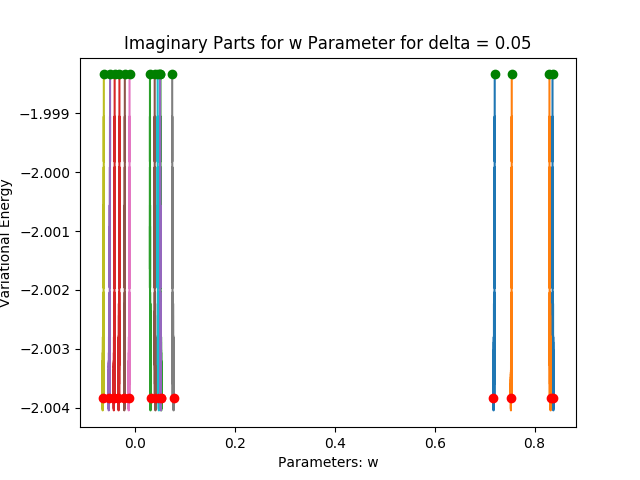 Imaginary Parts for w Parameter for delta = 0.05
Variational Energy
−1.999
−2.000
−2.001
−2.002
−2.003
−2.004
0.0 0.2 0.4 0.6 0.8
Parameters: w